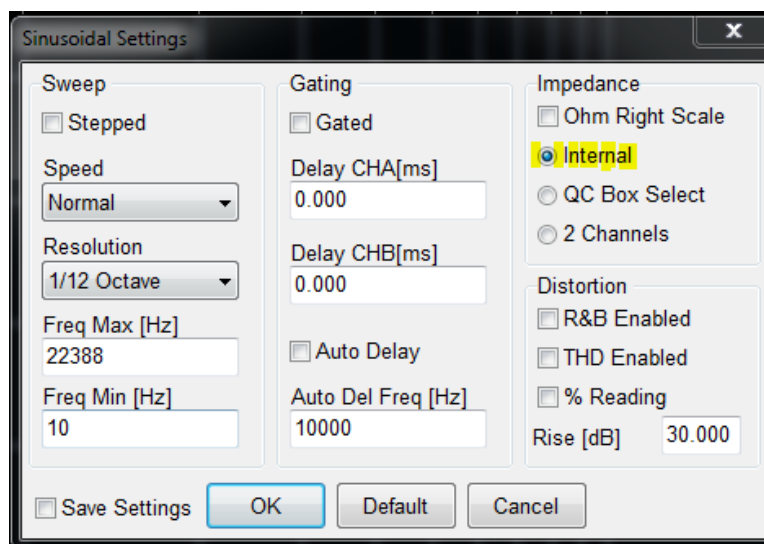 Sinusoidal Settings
x
Sweep
Stepped
Speed
Normal
Resolution
1/12 Octave
Freq Max [Hz]
22388
Freq Min [Hz]
10
Gating
Gated
Delay CHA[ms]
0.000
Delay CHB[ms]
0.000
Auto Delay
Auto Del Freq [Hz]
10000
Impedance
Ohm Right Scale
Internal
QC Box Select
2 Channels
Distortion
R&B Enabled
THD Enabled
% Reading
Rise [dB] 30.000
Save Settings OK Default Cancel